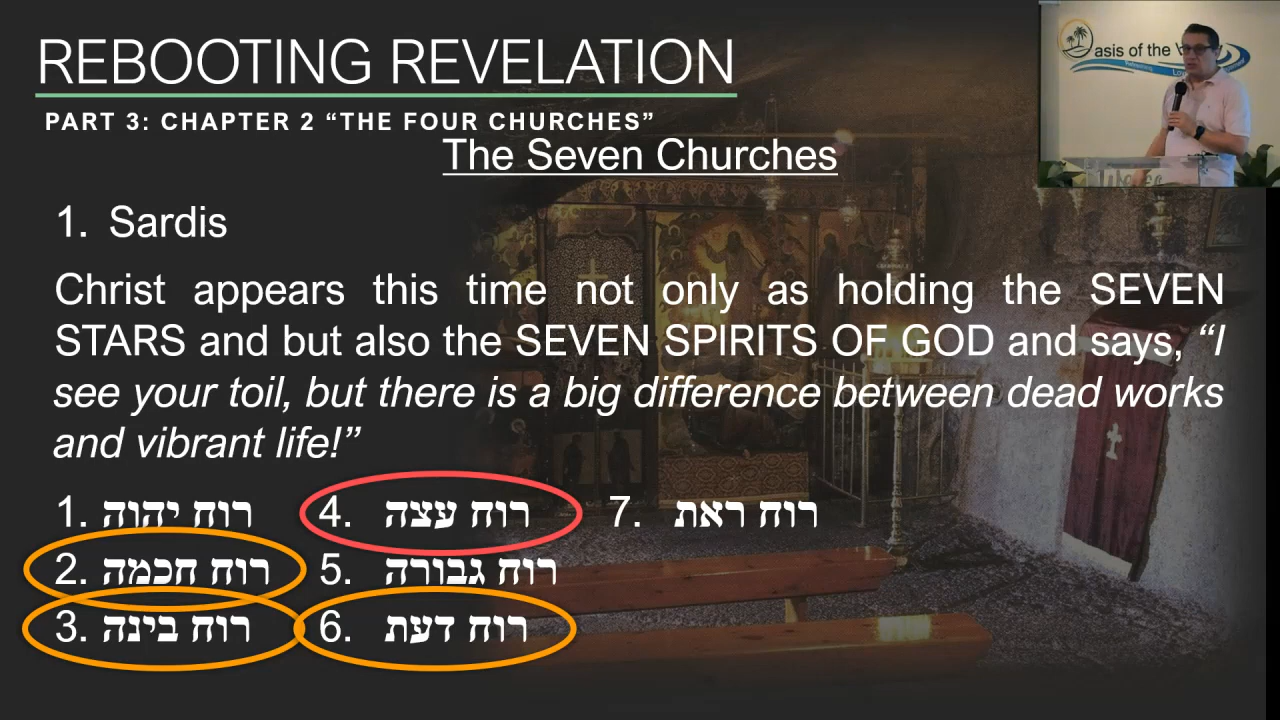 REBOOTING REVELATION
PART 3: CHAPTER 2 “THE FOUR CHURCHES”
The Seven Churches
1. Sardis
Christ appears this time not only as holding the SEVEN
STARS and but also the SEVEN SPIRITS OF GOD and says, “I
see your toil, but there is a big difference between dead works
and vibrant life!”
1. רוח יהוה
2. רוח חכמה
3. רוח בינה
4. רוח עצה
5. רוח גבורה
6. רוח דעת
7. רוח ראת
asis of the